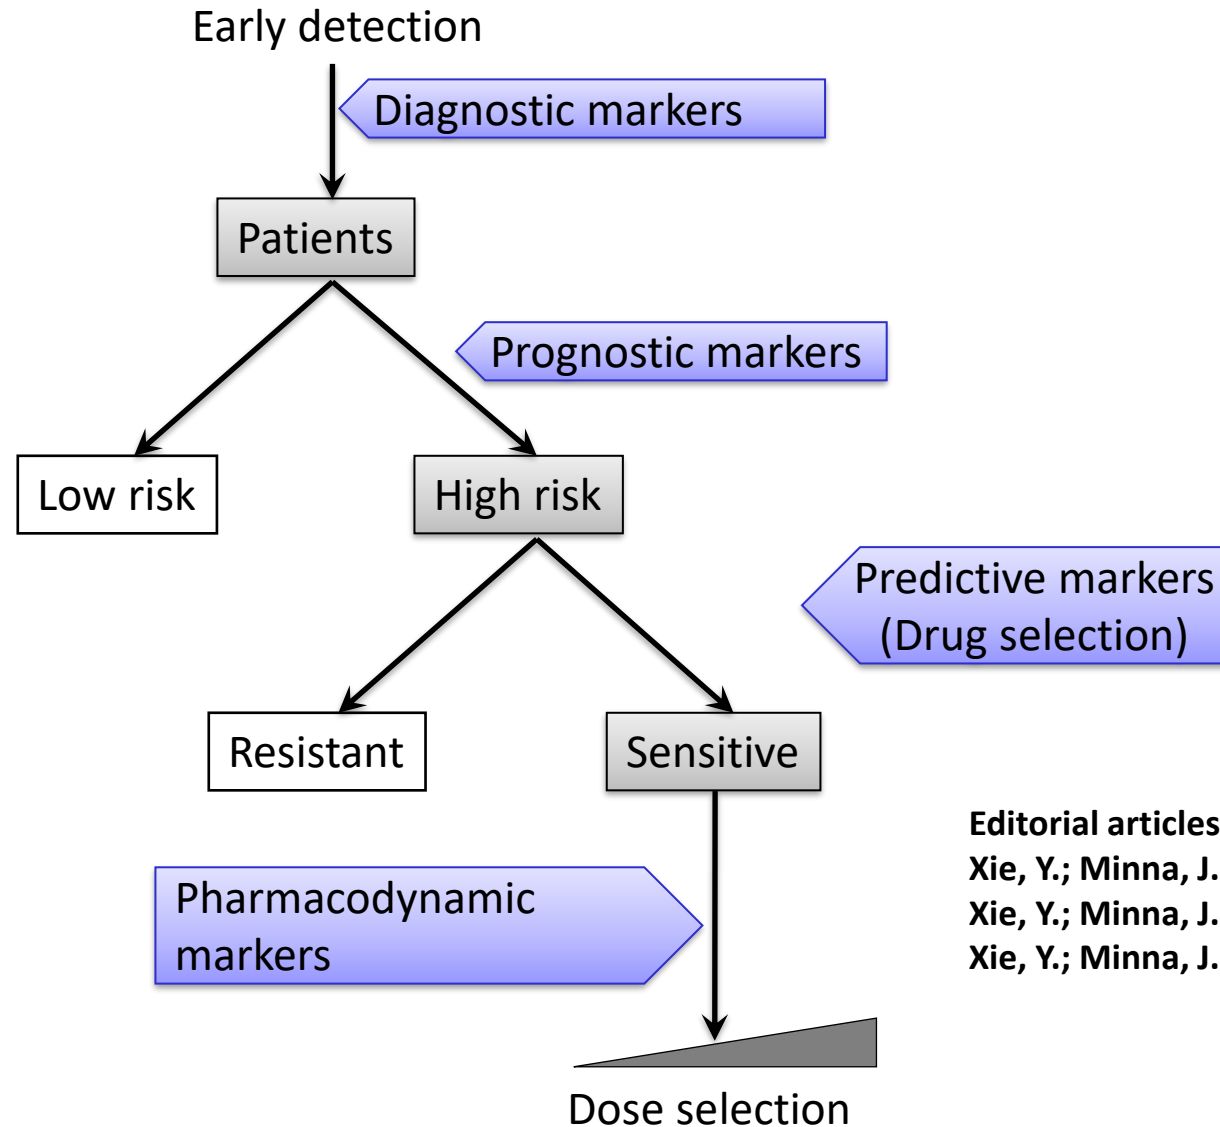 Early detection
Diagnostic markers
Patients
Prognostic markers
Low risk
High risk
Predictive markers
(Drug selection)
Resistant
Sensitive
Editorial articles
Xie, Y.; Minna, J.
Xie, Y.; Minna, J.
Xie, Y.; Minna, J.
Pharmacodynamic
markers
Dose selection